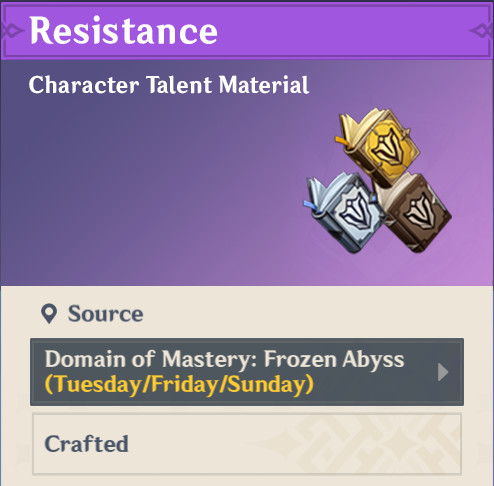 Resistance
Character Talent Material
Source
Domain of Mastery: Frozen Abyss
(Tuesday/Friday/Sunday)
Crafted